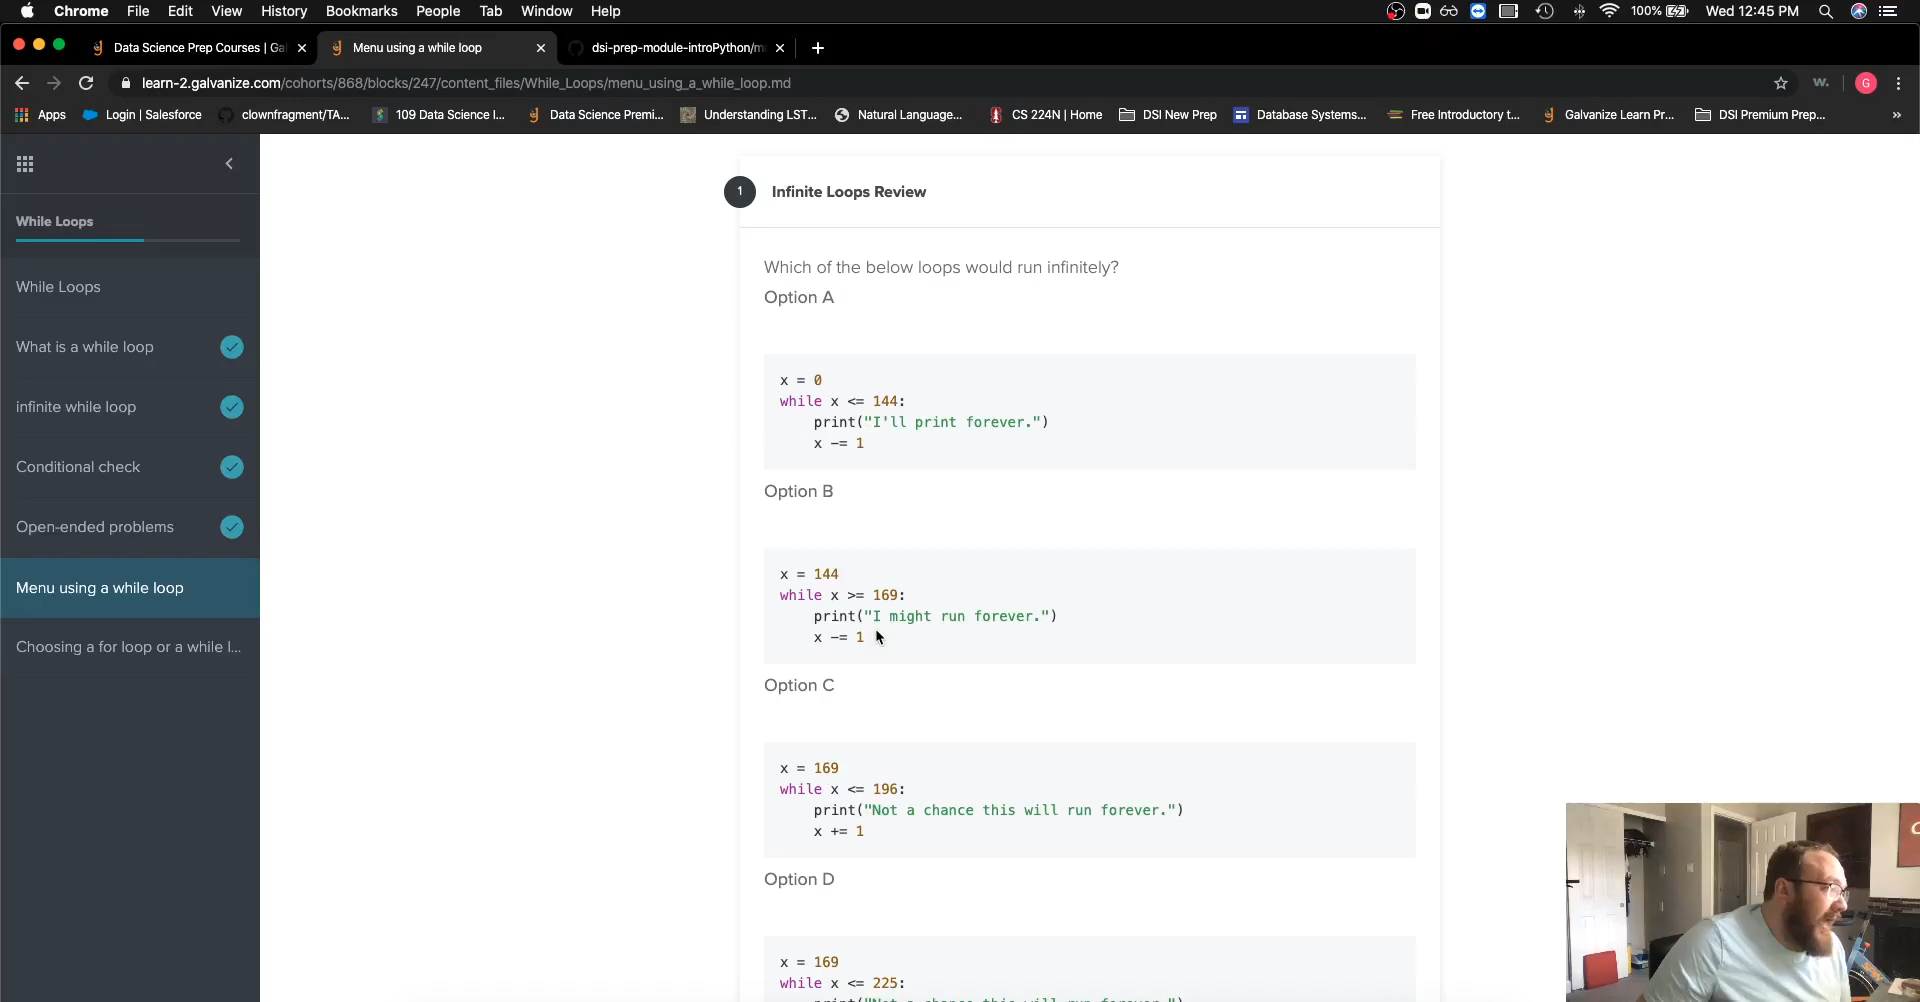 Chrome File Edit View History Bookmarks People Tab Window Help 100% Wed 12:45 PM
Data Science Prep Courses | Ga Menu using a while loop dsi-prep-module-introPython/m
learn-2.galvanize.com/cohorts/868/blocks/247/content_files/While_Loops/menu_using_a_while_loop.md W. G
Apps Login | Salesforce clownfragment/TA... 109 Data Science I... Data Science Premi... Understanding LST... Natural Language... CS 224N | Home DSI New Prep Database Systems... Free Introductory t... Galvanize Learn Pr... DSI Premium Prep... »
While Loops
While Loops
What is a while loop
infinite while loop
Conditional check
Open-ended problems
Menu using a while loop
Choosing a for loop or a while l...
1 Infinite Loops Review
Which of the below loops would run infinitely?
Option A
x = 0
while x <= 144:
print("I'll print forever.")
x -= 1
Option B
x = 144
while x >= 169:
print("I might run forever.")
x -= 1
Option C
x = 169
while x <= 196:
print("Not a chance this will run forever.")
x += 1
Option D
x = 169
while x <= 225:
print("Not a chance this will run forever.")